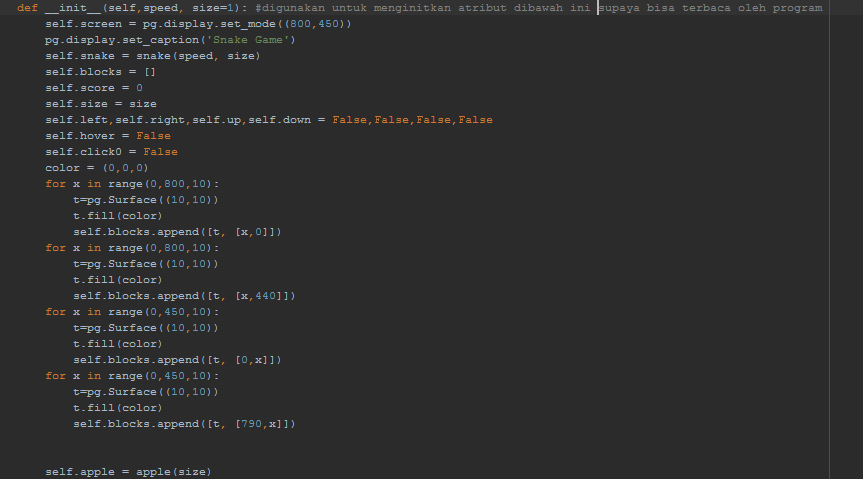 def __init__(self,speed, size=1): #digunakan untuk menginitkan atribut dibawah ini supaya bisa terbaca oleh program
    self.screen = pg.display.set_mode((800,450))
    pg.display.set_caption('Snake Game')
    self.snake = snake(speed, size)
    self.blocks = []
    self.score = 0
    self.size = size
    self.left,self.right,self.up,self.down = False,False,False,False
    self.hover = False
    self.click0 = False
    color = (0,0,0)
    for x in range(0,800,10):
        t=pg.Surface((10,10))
        t.fill(color)
        self.blocks.append([t, [x,0]])
    for x in range(0,800,10):
        t=pg.Surface((10,10))
        t.fill(color)
        self.blocks.append([t, [x,440]])
    for x in range(0,450,10):
        t=pg.Surface((10,10))
        t.fill(color)
        self.blocks.append([t, [0,x]])
    for x in range(0,450,10):
        t=pg.Surface((10,10))
        t.fill(color)
        self.blocks.append([t, [790,x]])
    self.apple = apple(size)